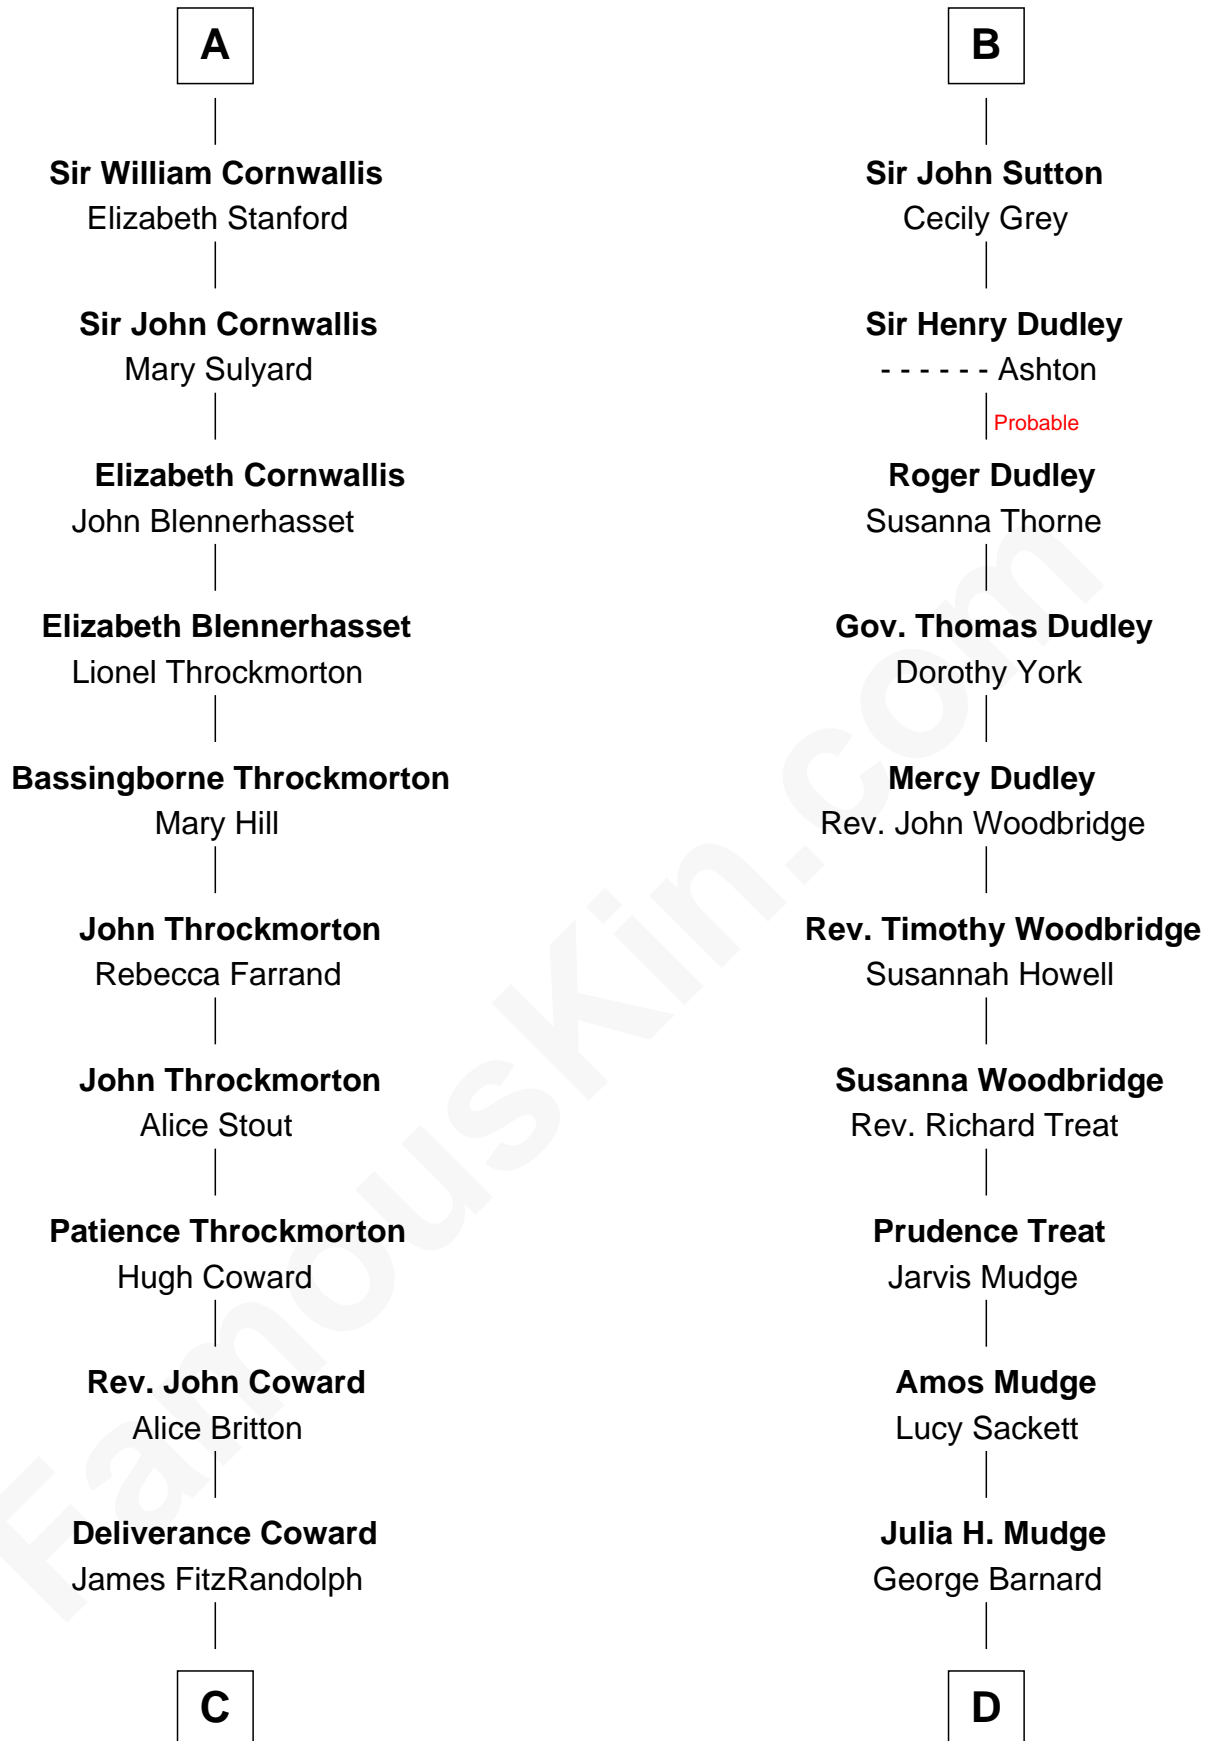 A
Sir William Cornwallis
Elizabeth Stanford
Sir John Cornwallis
Mary Sulyard
Elizabeth Cornwallis
John Blennerhasset
Elizabeth Blennerhasset
Lionel Throckmorton
Bassingborne Throckmorton
Mary Hill
John Throckmorton
Rebecca Farrand
John Throckmorton
Alice Stout
Patience Throckmorton
Hugh Coward
Rev. John Coward
Alice Britton
Deliverance Coward
James FitzRandolph
C
B
Sir John Sutton
Cecily Grey
Sir Henry Dudley
- - - - - - Ashton
Probable
Roger Dudley
Susanna Thorne
Gov. Thomas Dudley
Dorothy York
Mercy Dudley
Rev. John Woodbridge
Rev. Timothy Woodbridge
Susannah Howell
Susanna Woodbridge
Rev. Richard Treat
Prudence Treat
Jarvis Mudge
Amos Mudge
Lucy Sackett
Julia H. Mudge
George Barnard
D
FamousKin.com